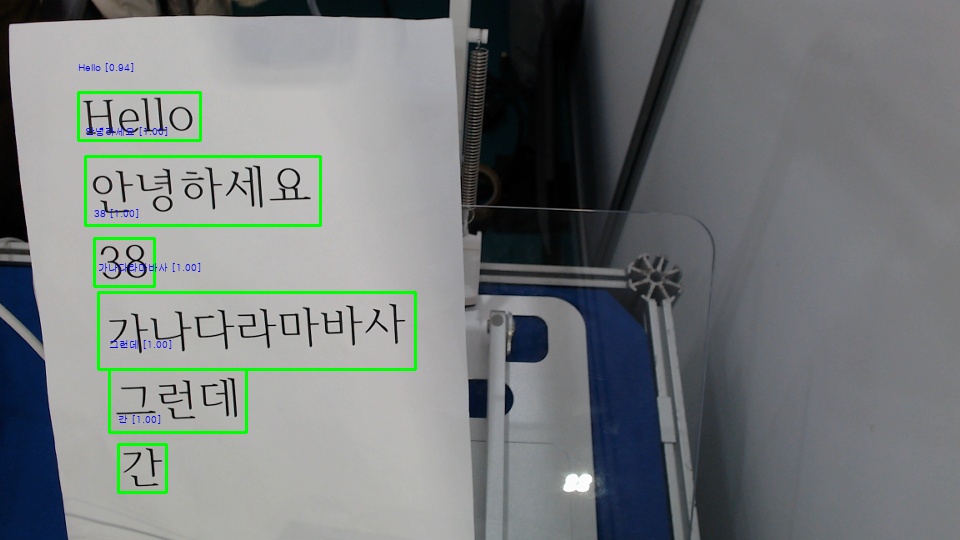 Hello [0.94]
Hello
안녕하세요 [1.00]
안녕하세요
38 [1.00]
38
가나다라마바사 [1.00]
가나다라마바사
그런데 [1.00]
그런데
간 [1.00]
간